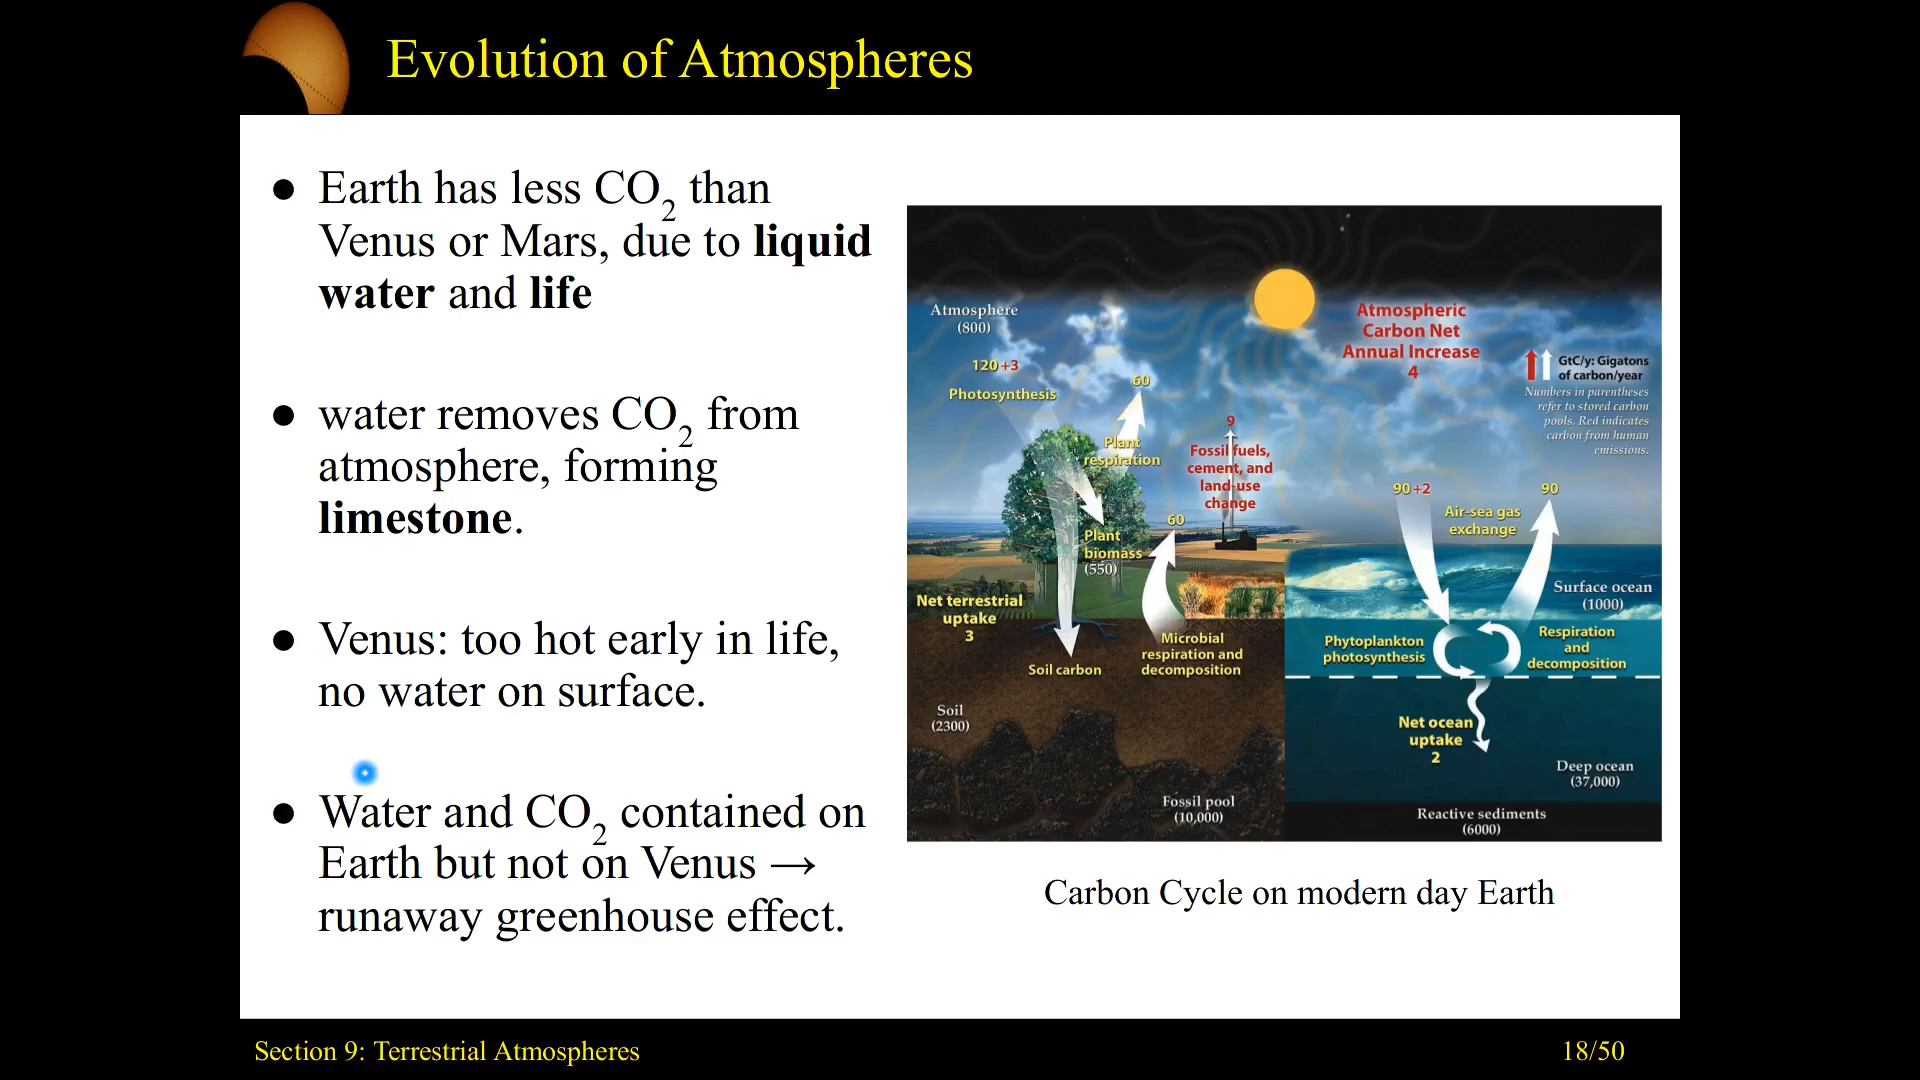 Evolution of Atmospheres
● Earth has less CO₂ than
Venus or Mars, due to liquid
water and life
● water removes CO₂ from
atmosphere, forming
limestone.
● Venus: too hot early in life,
no water on surface.
● Water and CO₂ contained on
Earth but not on Venus →
runaway greenhouse effect.
Atmosphere
(800)
120+3
Photosynthesis
60
Plant
respiration
Plant
biomass
(550)
Net terrestrial
uptake
3
Soil carbon
60
Microbial
respiration and
decomposition
9
Fossil fuels,
cement, and
land-use
change
Soil
(2300)
Fossil pool
(10,000)
Atmospheric
Carbon Net
Annual Increase
4
GtC/y: Gigatons
of carbon/year
Numbers in parentheses
refer to stored carbon
pools. Red indicates
carbon from human
emissions.
90+2
Air-sea gas
exchange
90
Surface ocean
(1000)
Phytoplankton
photosynthesis
Respiration
and
decomposition
Net ocean
uptake
2
Deep ocean
(37,000)
Reactive sediments
(6000)
Carbon Cycle on modern day Earth
Section 9: Terrestrial Atmospheres
18/50